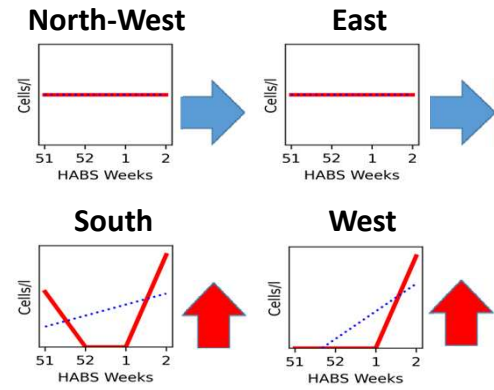 North-West
Cells/l
51 52 1 2
HABS Weeks
East
Cells/l
51 52 1 2
HABS Weeks
South
Cells/l
51 52 1 2
HABS Weeks
West
Cells/l
51 52 1 2
HABS Weeks